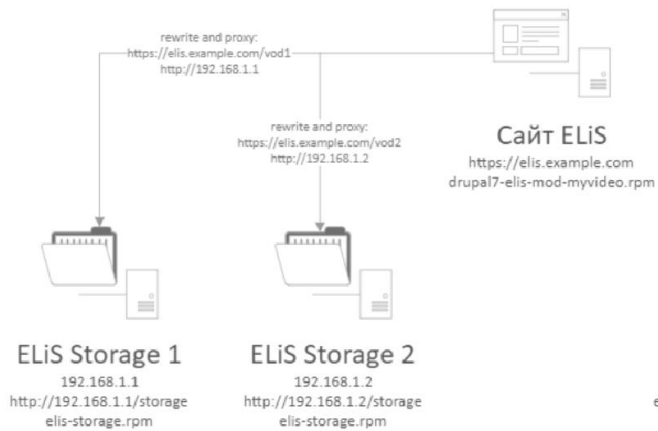 rewrite and proxy:
https://elis.example.com/vod1
http://192.168.1.1
rewrite and proxy:
https://elis.example.com/vod2
http://192.168.1.2
Сайт ELiS
https://elis.example.com
drupal7-elis-mod-myvideo.rpm
ELiS Storage 1
192.168.1.1
http://192.168.1.1/storage
elis-storage.rpm
ELiS Storage 2
192.168.1.2
http://192.168.1.2/storage
elis-storage.rpm